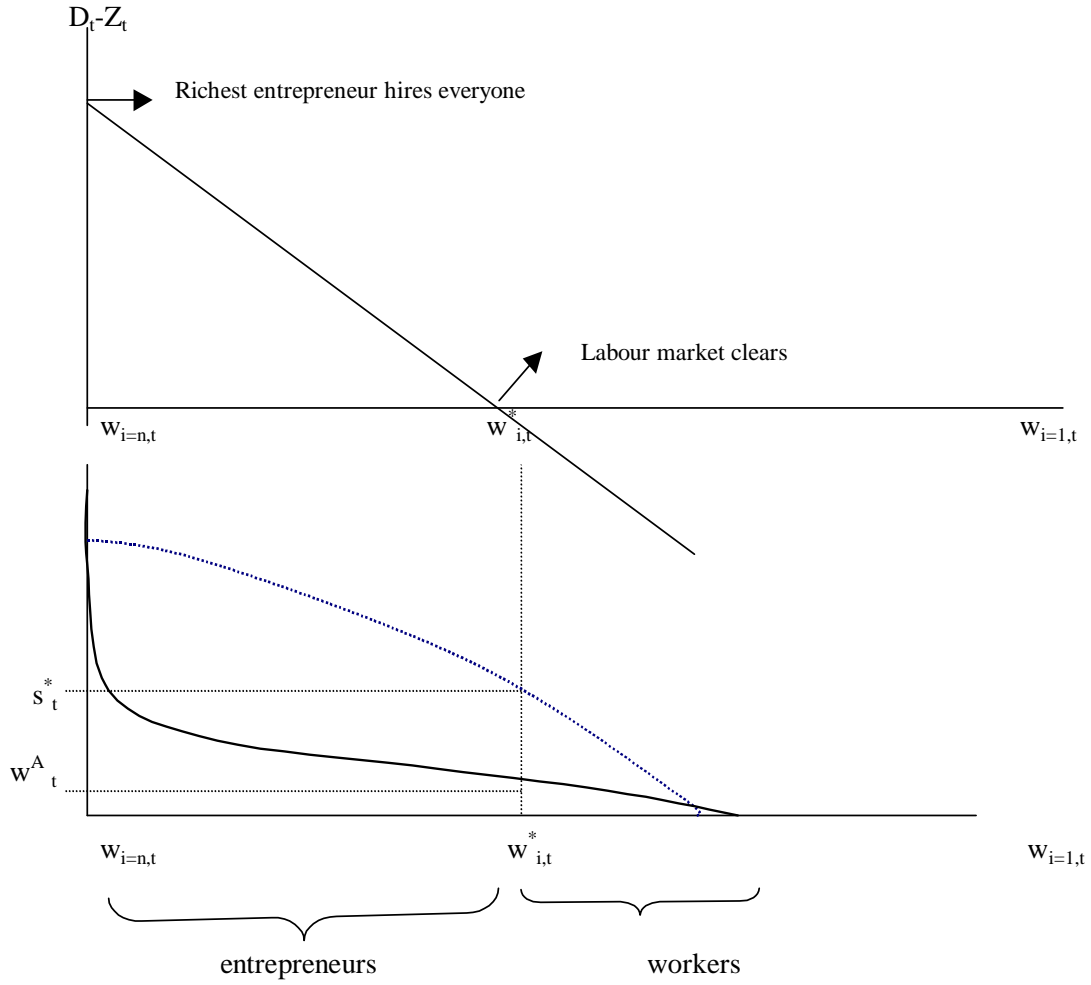 D_t-Z_t
Richest entrepreneur hires everyone
Labour market clears
w_{i=n,t} w^*_{i,t} w_{i=1,t}
s^*_t
w^A_t
w_{i=n,t} w^*_{i,t} w_{i=1,t}
entrepreneurs workers